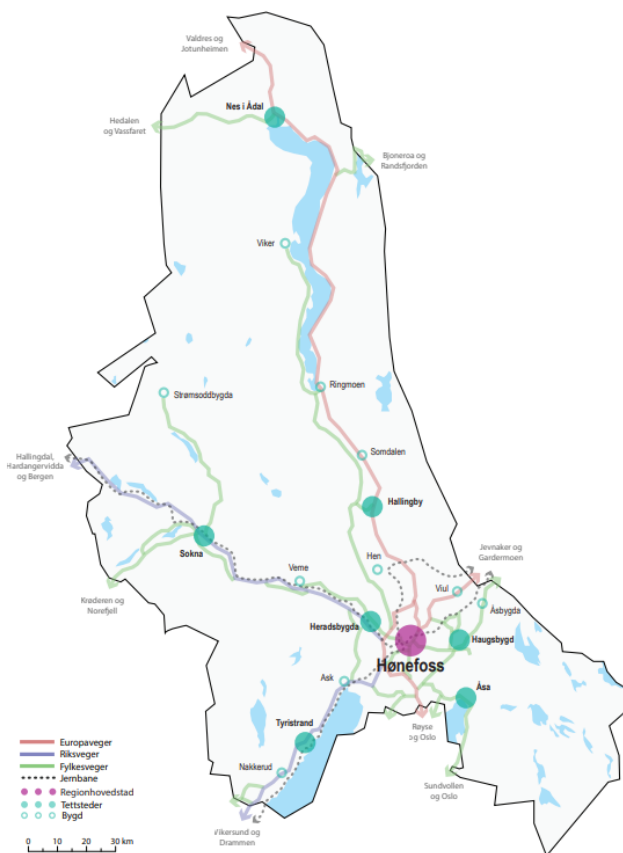 Valdres og
Jotunheimen
Nes i Ådal
Hedalen
og Vassfaret
Bjoneroa og
Randsfjorden
Viker
Ringmoen
Strømsoddbygda
Somdalen
Hallingdal,
Hardangervidda
og Bergen
Hallingby
Sokna
Hen
Jevnaker og
Gardermoen
Veme
Viul
Krøderen og
Norefjell
Åsbygda
Heradsbygda
Haugsbygd
Hønefoss
Ask
Åsa
Tyristrand
Røyse
og Oslo
Nakkerud
Sundvollen
og Oslo
Vikersund og
Drammen
Europaveger
Riksveger
Fylkesveger
Jernbane
Regionhovedstad
Tettsteder
Bygd
0 10 20 30 km